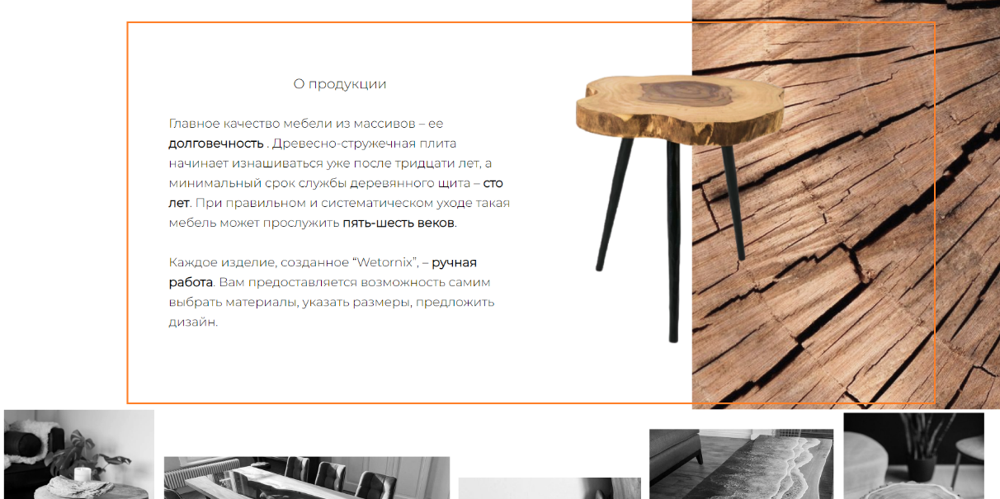 О продукции
Главное качество мебели из массивов – ее
долговечность . Древесно-стружечная плита
начинает изнашиваться уже после тридцати лет, а
минимальный срок службы деревянного щита – сто
лет. При правильном и систематическом уходе такая
мебель может прослужить пять-шесть веков.
Каждое изделие, созданное “Wetornix”, – ручная
работа. Вам предоставляется возможность самим
выбрать материалы, указать размеры, предложить
дизайн.